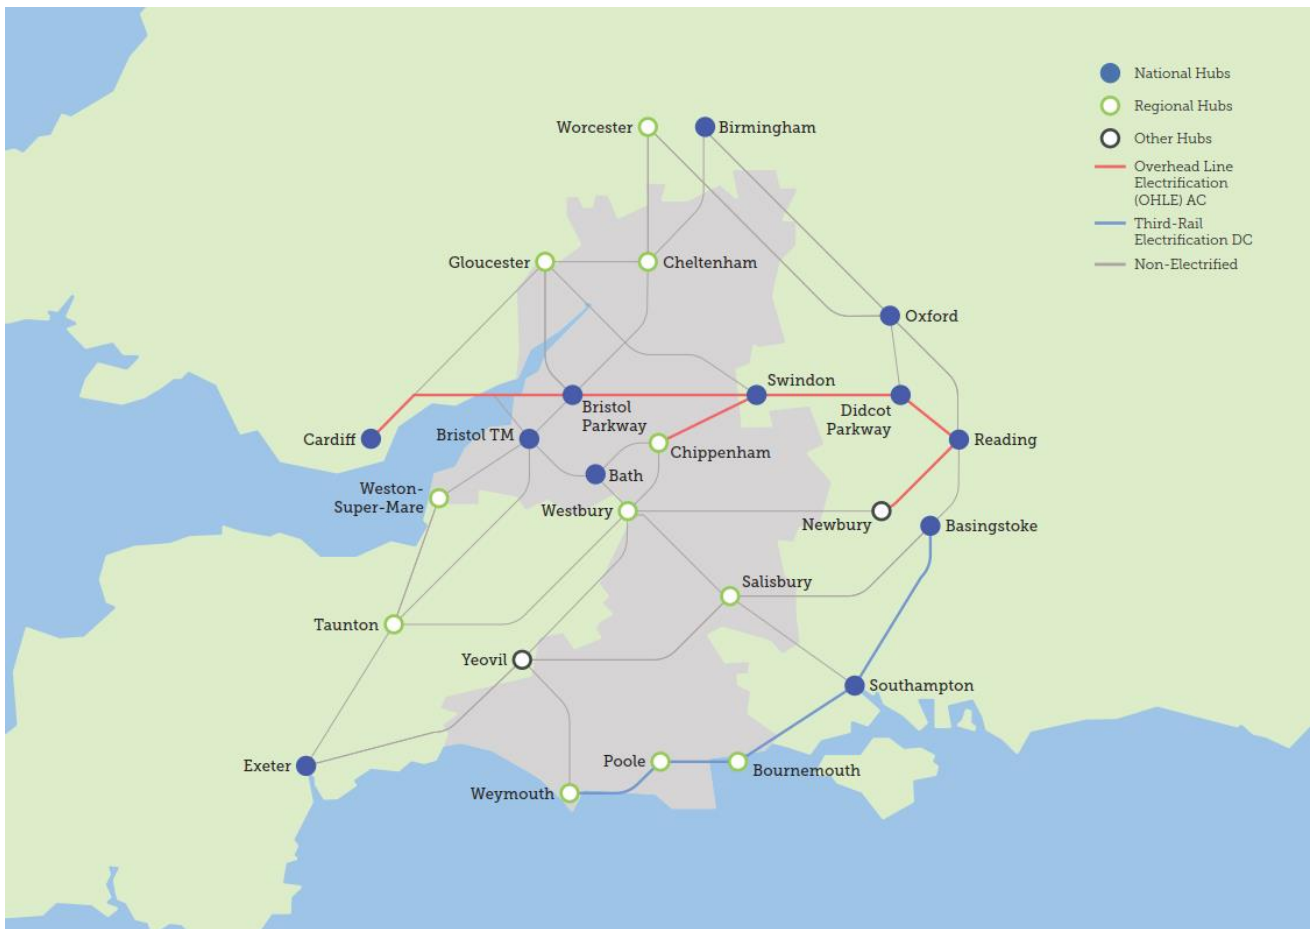 National Hubs
Regional Hubs
Other Hubs
Overhead Line
Electrification
(OHLE) AC
Third-Rail
Electrification DC
Non-Electrified
Worcester
Birmingham
Gloucester
Cheltenham
Oxford
Swindon
Bristol
Parkway
Didcot
Parkway
Cardiff
Bristol TM
Reading
Chippenham
Bath
Weston-
Super-Mare
Westbury
Newbury
Basingstoke
Salisbury
Taunton
Yeovil
Southampton
Exeter
Poole
Bournemouth
Weymouth